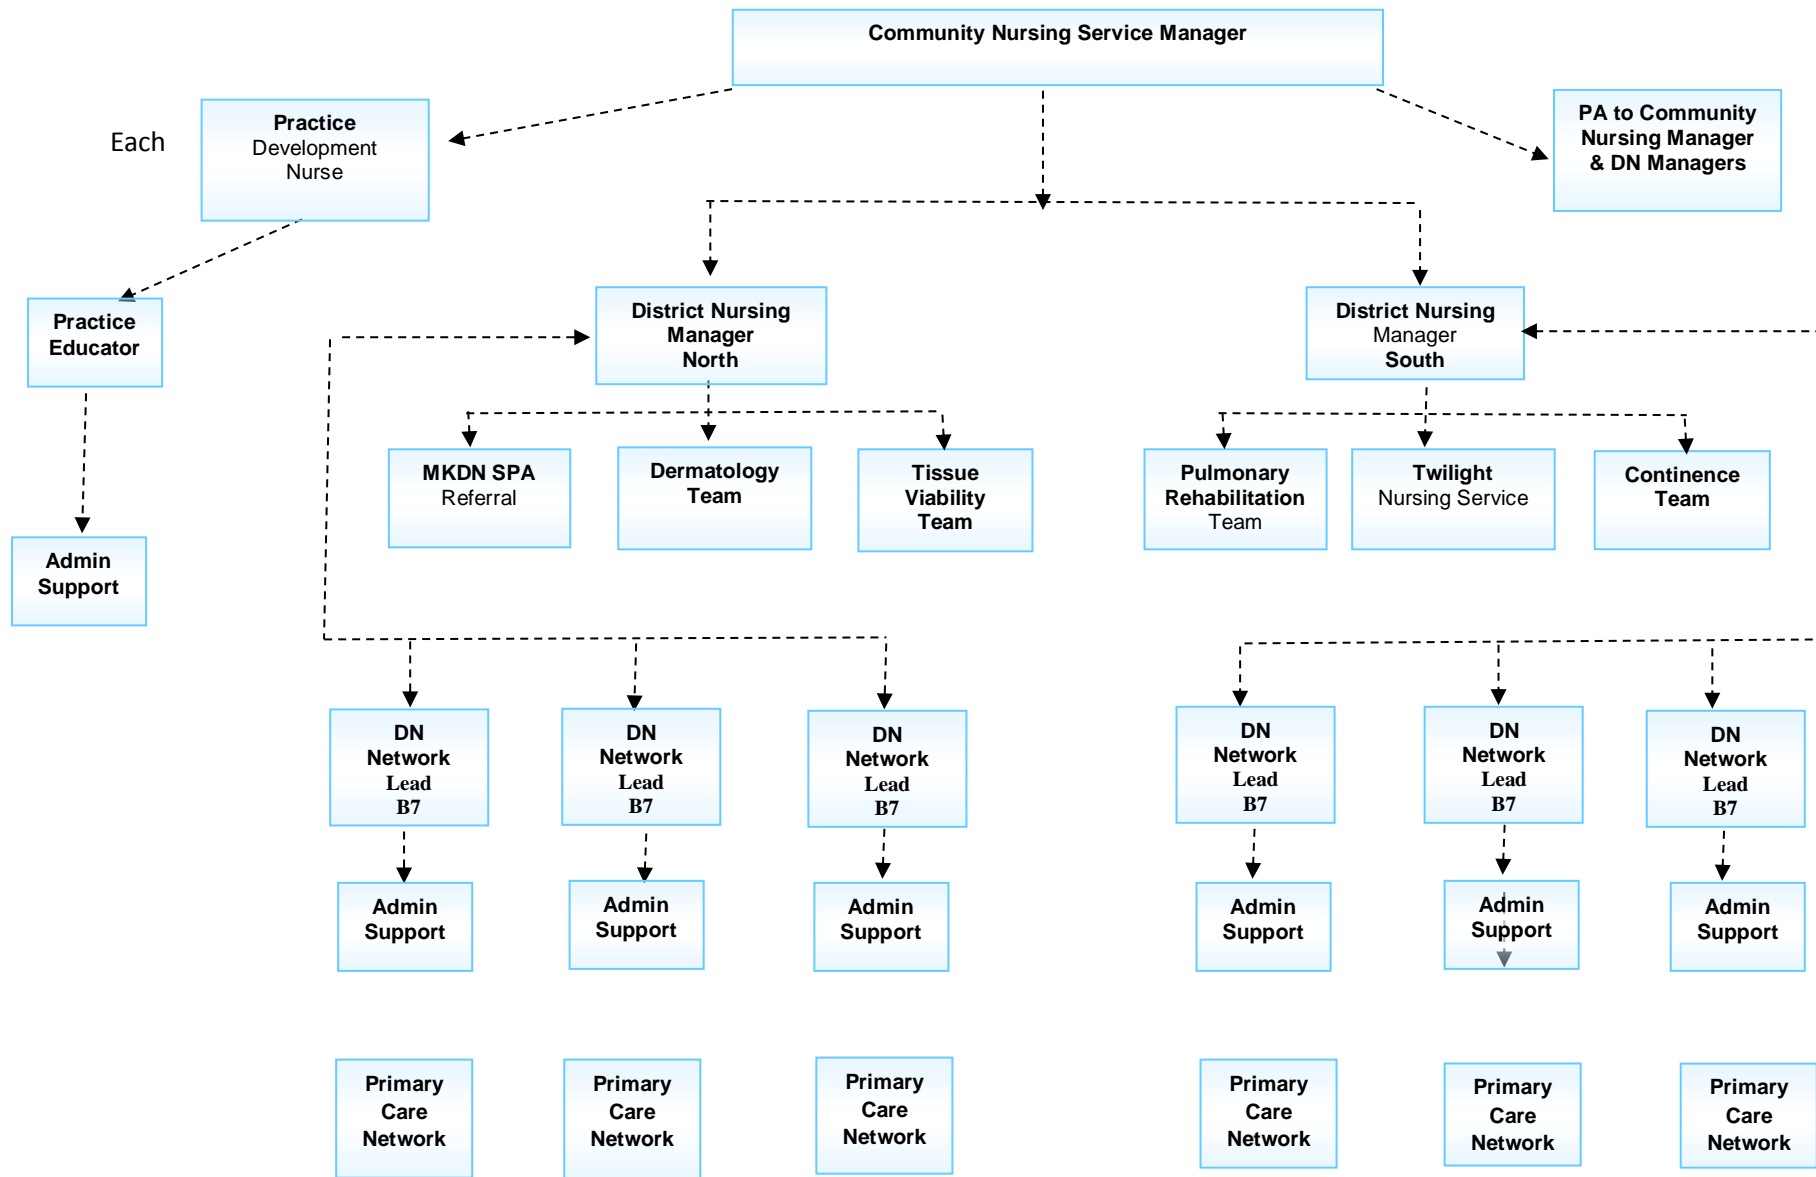 Community Nursing Service Manager
Each
Practice
Development
Nurse
PA to Community
Nursing Manager
& DN Managers
Practice
Educator
District Nursing
Manager
North
District Nursing
Manager
South
MKDN SPA
Referral
Dermatology
Team
Tissue
Viability
Team
Pulmonary
Rehabilitation
Team
Twilight
Nursing Service
Continence
Team
Admin
Support
DN
Network
Lead
B7
DN
Network
Lead
B7
DN
Network
Lead
B7
DN
Network
Lead
B7
DN
Network
Lead
B7
DN
Network
Lead
B7
Admin
Support
Admin
Support
Admin
Support
Admin
Support
Admin
Support
Admin
Support
Primary
Care
Network
Primary
Care
Network
Primary
Care
Network
Primary
Care
Network
Primary
Care
Network
Primary
Care
Network